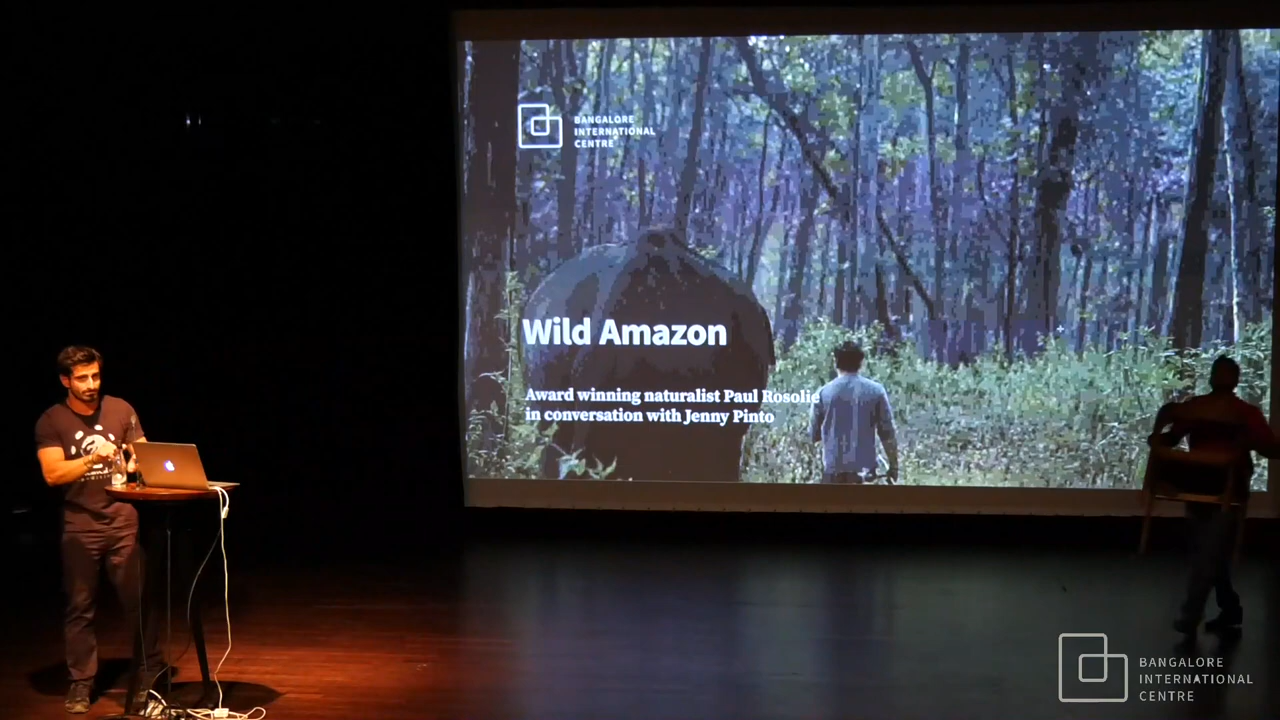 BANGALORE
INTERNATIONAL
CENTRE
Wild Amazon
Award winning naturalist Paul Rosolie
in conversation with Jenny Pinto
BANGALORE
INTERNATIONAL
CENTRE